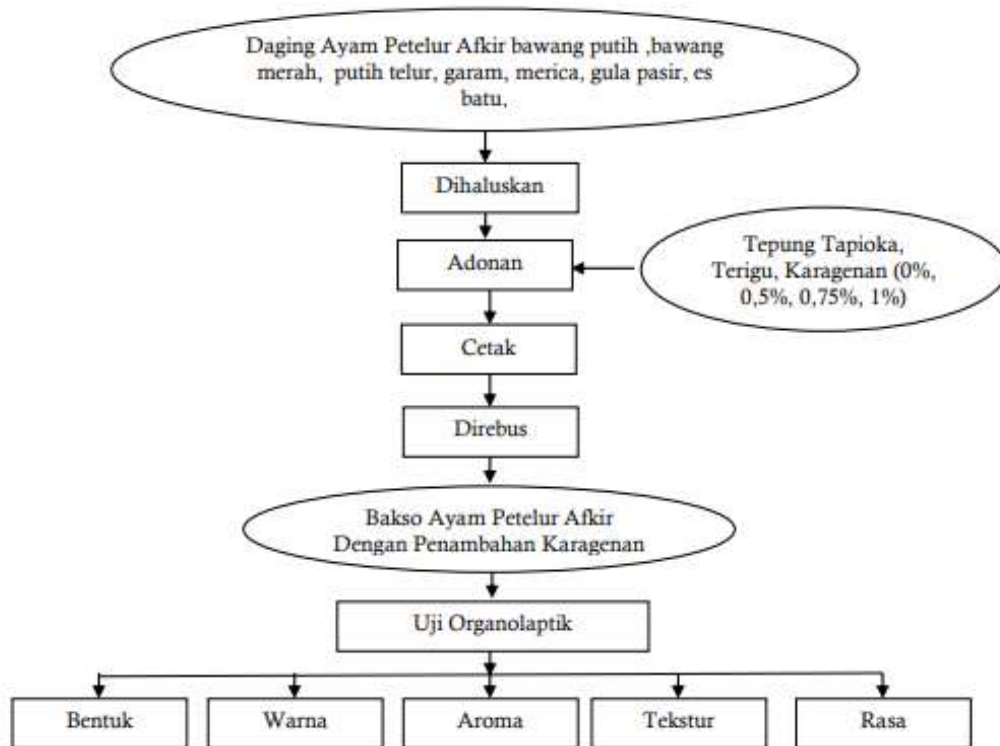 Daging Ayam Petelur Afkir bawang putih ,bawang
merah, putih telur, garam, merica, gula pasir, es
batu,
Dihaluskan
Adonan
Tepung Tapioka,
Terigu, Karagenan (0%,
0,5%, 0,75%, 1%)
Cetak
Direbus
Bakso Ayam Petelur Afkir
Dengan Penambahan Karagenan
Uji Organolaptik
Bentuk
Warna
Aroma
Tekstur
Rasa